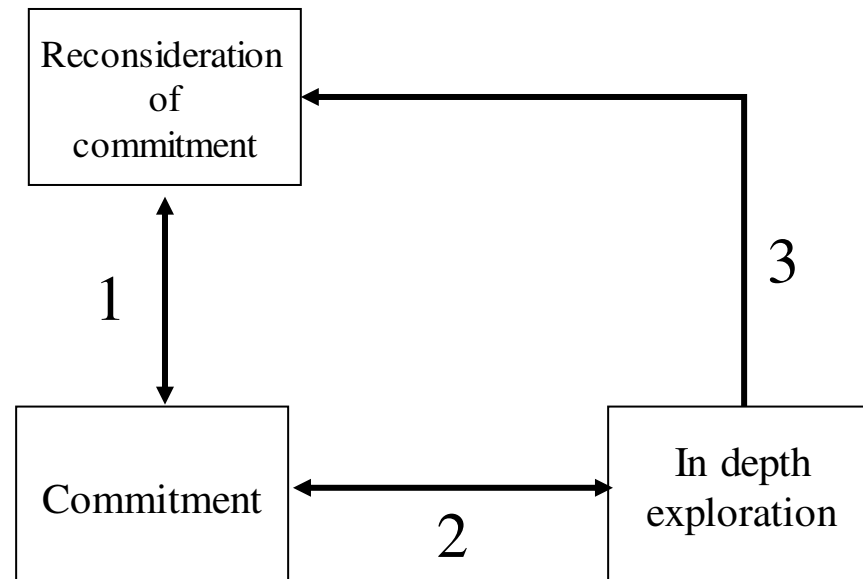 Reconsideration
of
commitment
1
3
Commitment
2
In depth
exploration